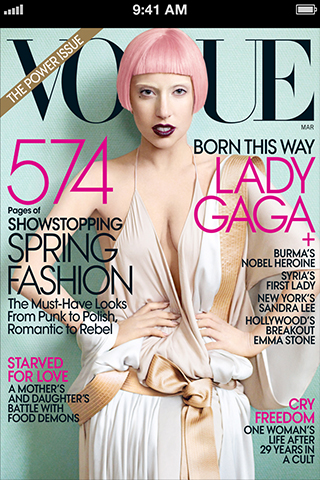 9:41 AM
THE POWER ISSUE
VOGUE
MAR
574
Pages of
SHOWSTOPPING
SPRING
FASHION
The Must-Have Looks
From Punk to Polish,
Romantic to Rebel
STARVED
FOR LOVE
A MOTHER'S
AND DAUGHTER'S
BATTLE WITH
FOOD DEMONS
BORN THIS WAY
LADY
GAGA
+
BURMA'S
NOBEL HEROINE
SYRIA'S
FIRST LADY
NEW YORK'S
SANDRA LEE
HOLLYWOOD'S
BREAKOUT
EMMA STONE
CRY
FREEDOM
ONE WOMAN'S
LIFE AFTER
29 YEARS IN
A CULT